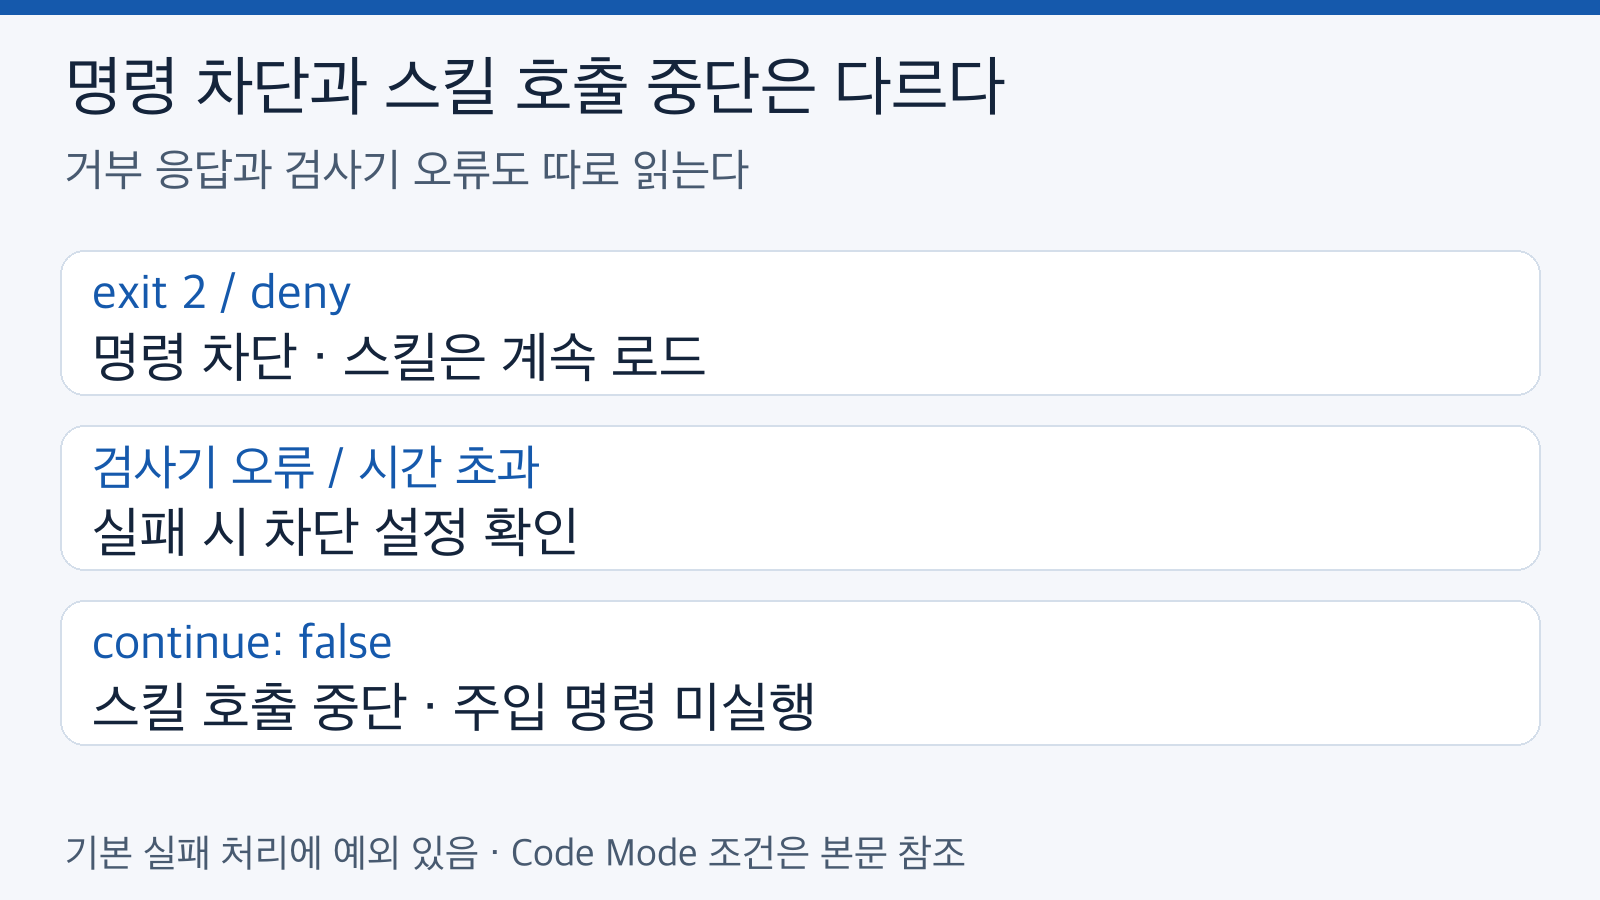 명령 차단과 스킬 호출 중단은 다르다
거부 응답과 검사기 오류도 따로 읽는다
exit 2 / deny
명령 차단 · 스킬은 계속 로드
검사기 오류 / 시간 초과
실패 시 차단 설정 확인
continue: false
스킬 호출 중단 · 주입 명령 미실행
기본 실패 처리에 예외 있음 · Code Mode 조건은 본문 참조